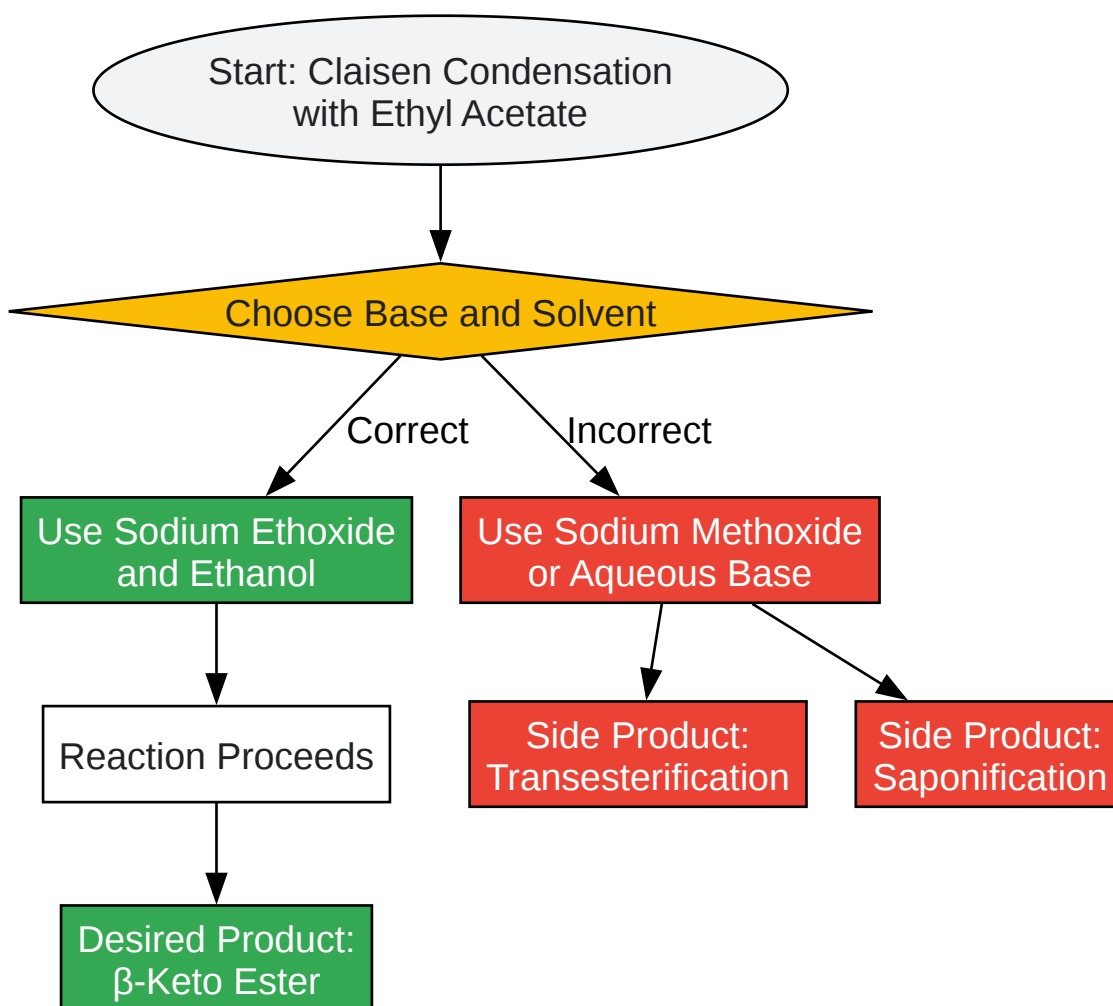 Start: Claisen Condensation
with Ethyl Acetate
Choose Base and Solvent
Correct
Incorrect
Use Sodium Ethoxide
and Ethanol
Use Sodium Methoxide
or Aqueous Base
Reaction Proceeds
Side Product:
Transesterification
Side Product:
Saponification
Desired Product:
β-Keto Ester